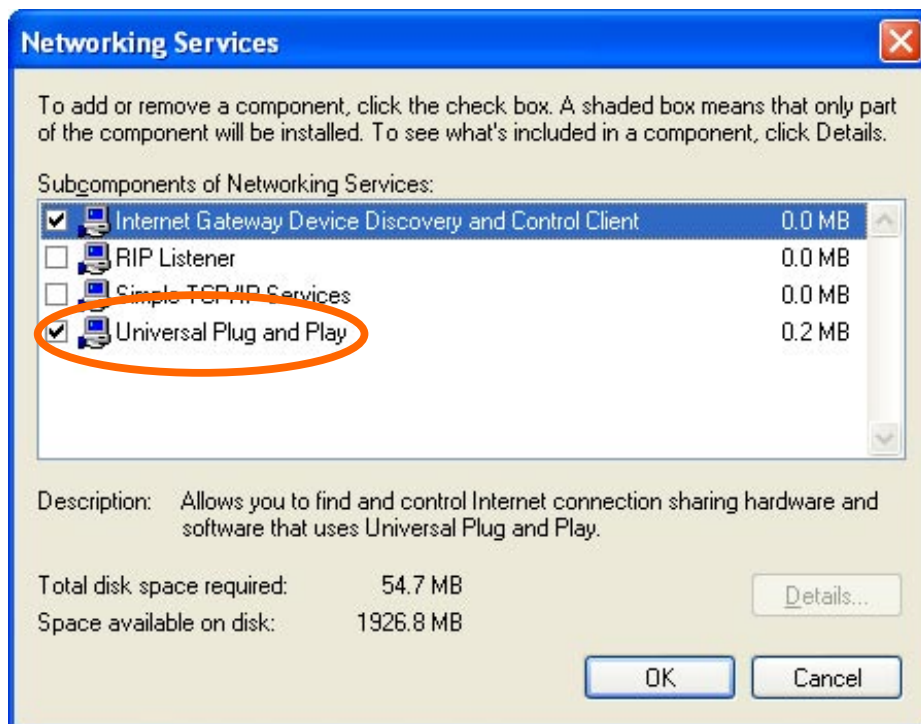 Networking Services
To add or remove a component, click the check box. A shaded box means that only part
of the component will be installed. To see what's included in a component, click Details.
Subcomponents of Networking Services:
Internet Gateway Device Discovery and Control Client 0.0 MB
RIP Listener 0.0 MB
Simple TCP/IP Services 0.0 MB
Universal Plug and Play 0.2 MB
Description: Allows you to find and control Internet connection sharing hardware and
software that uses Universal Plug and Play.
Total disk space required: 54.7 MB
Details...
Space available on disk: 1926.8 MB
OK Cancel